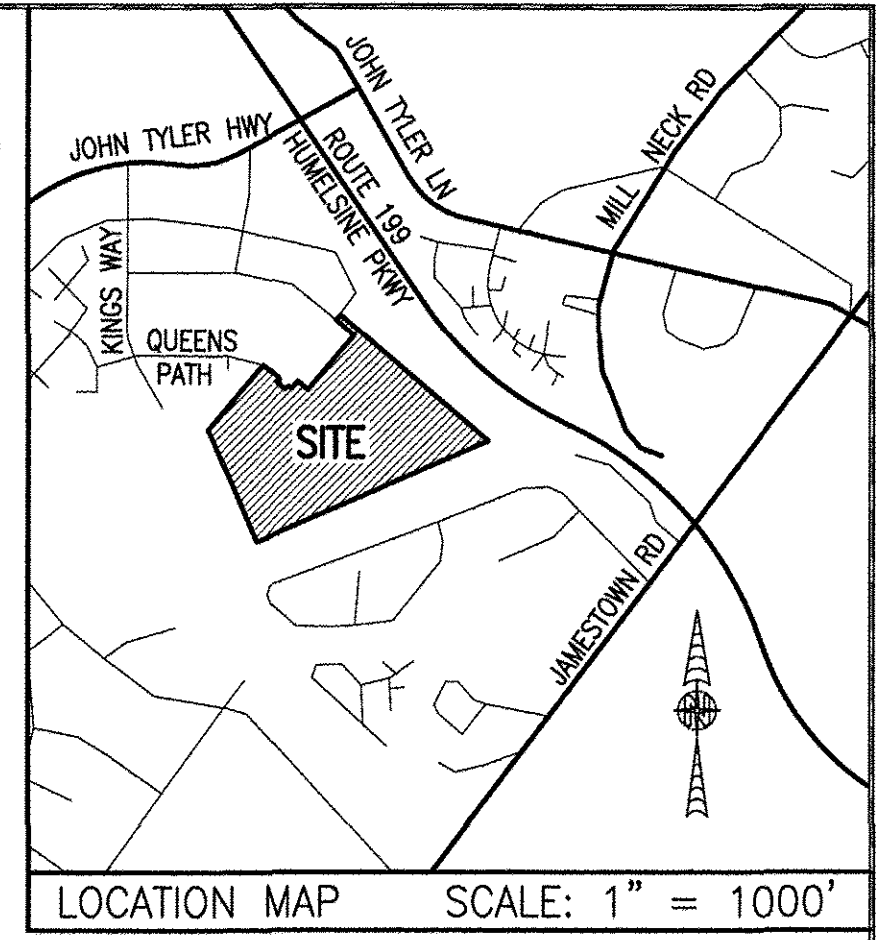 JOHN TYLER HWY
JOHN TYLER LN
ROUTE 199
HUMELSINE PKWY
MILL NECK RD
KINGS WAY
QUEENS
PATH
SITE
JAMESTOWN RD
LOCATION MAP SCALE: 1" = 1000'